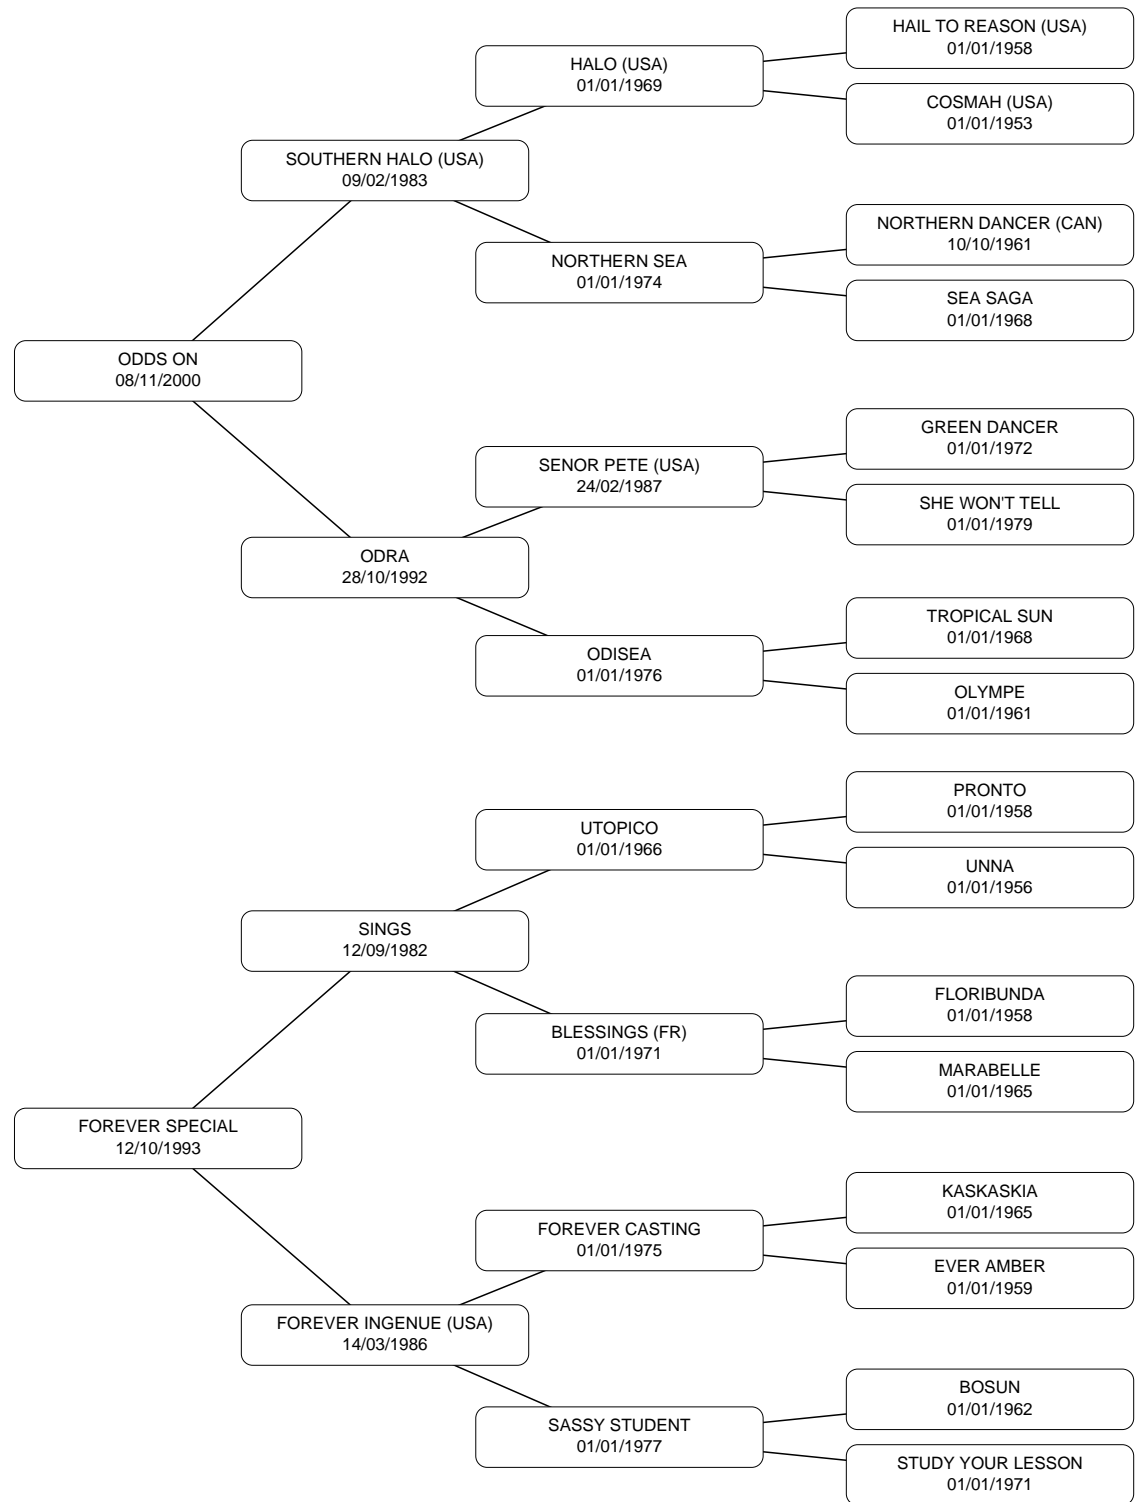 HAIL TO REASON (USA)
01/01/1958
HALO (USA)
01/01/1969
COSMAH (USA)
01/01/1953
SOUTHERN HALO (USA)
09/02/1983
NORTHERN DANCER (CAN)
10/10/1961
NORTHERN SEA
01/01/1974
SEA SAGA
01/01/1968
ODDS ON
08/11/2000
GREEN DANCER
01/01/1972
SENOR PETE (USA)
24/02/1987
SHE WON'T TELL
01/01/1979
ODRA
28/10/1992
TROPICAL SUN
01/01/1968
ODISEA
01/01/1976
OLYMPE
01/01/1961
PRONTO
01/01/1958
UTOPICO
01/01/1966
UNNA
01/01/1956
SINGS
12/09/1982
FLORIBUNDA
01/01/1958
BLESSINGS (FR)
01/01/1971
MARABELLE
01/01/1965
FOREVER SPECIAL
12/10/1993
KASKASKIA
01/01/1965
FOREVER CASTING
01/01/1975
EVER AMBER
01/01/1959
FOREVER INGENUE (USA)
14/03/1986
BOSUN
01/01/1962
SASSY STUDENT
01/01/1977
STUDY YOUR LESSON
01/01/1971